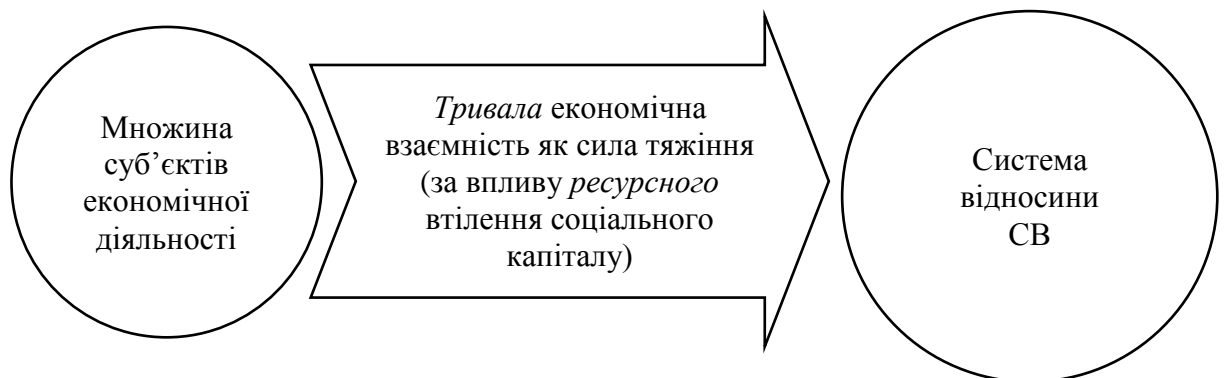 Множина
суб’єктів
економічної
діяльності
Тривала економічна
взаємність як сила тяжіння
(за впливу ресурсного
втілення соціального
капіталу)
Система
відносини
СВ